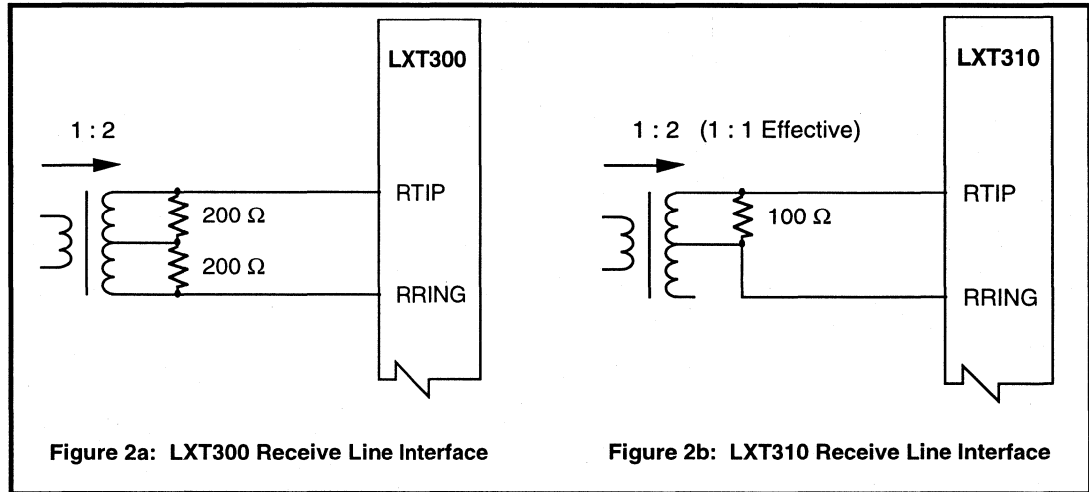 LXT300
1 : 2
RTIP
200 Ω
200 Ω
RRING
Figure 2a: LXT300 Receive Line Interface
LXT310
1 : 2 (1 : 1 Effective)
RTIP
100 Ω
RRING
Figure 2b: LXT310 Receive Line Interface